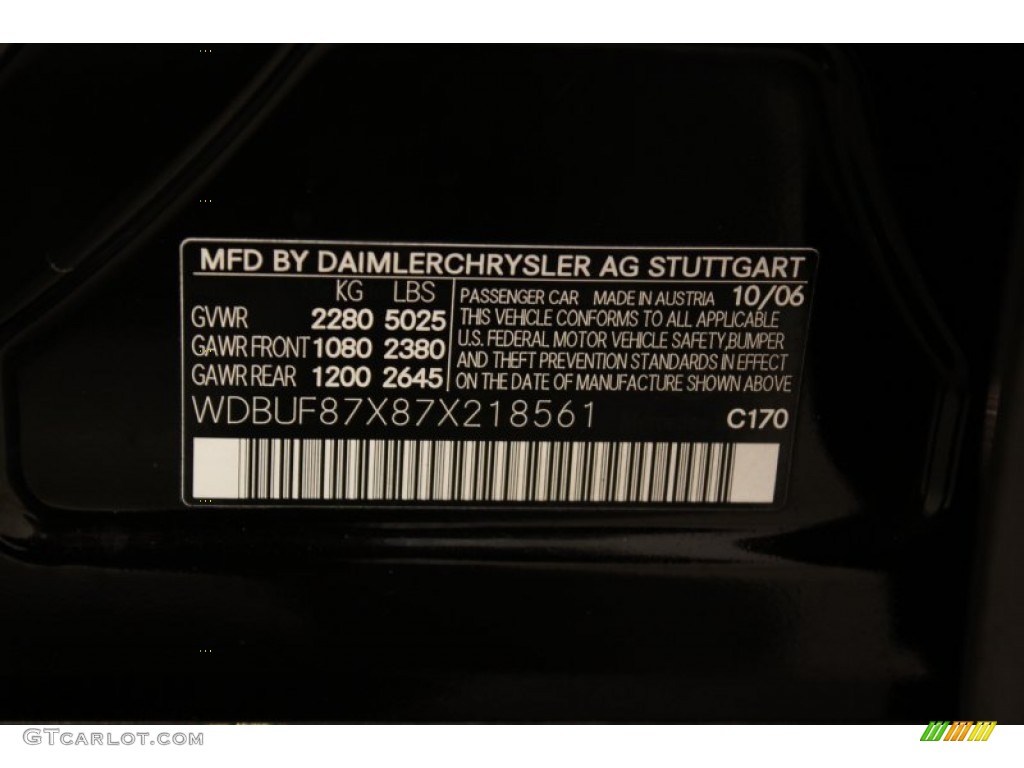 MFD BY DAIMLERCHRYSLER AG STUTTGART
KG LBS
GVWR 2280 5025
GAWR FRONT 1080 2380
GAWR REAR 1200 2645
PASSENGER CAR MADE IN AUSTRIA 10/06
THIS VEHICLE CONFORMS TO ALL APPLICABLE
U.S. FEDERAL MOTOR VEHICLE SAFETY,BUMPER
AND THEFT PREVENTION STANDARDS IN EFFECT
ON THE DATE OF MANUFACTURE SHOWN ABOVE
WDBUF87X87X218561 C170
GTCARLOT.COM